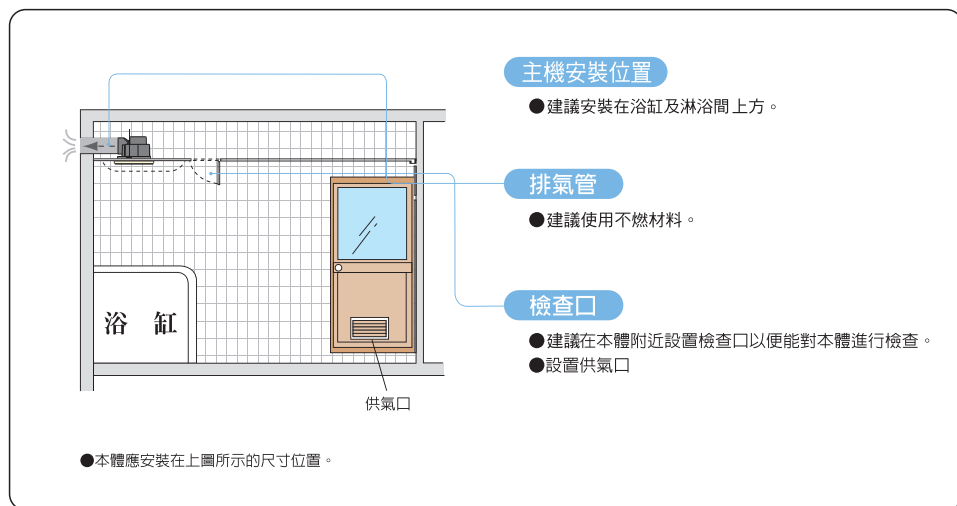 主機安裝位置
●建議安裝在浴缸及淋浴間上方。
排氣管
●建議使用不燃材料。
檢查口
●建議在本體附近設置檢查口以便能對本體進行檢查。
●設置供氣口
浴 缸
供氣口
●本體應安裝在上圖所示的尺寸位置。